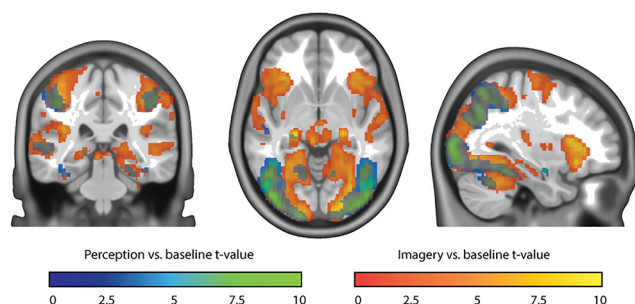 Perception vs. baseline t-value
Imagery vs. baseline t-value
0 2.5 5 7.5 10
0 2.5 5 7.5 10